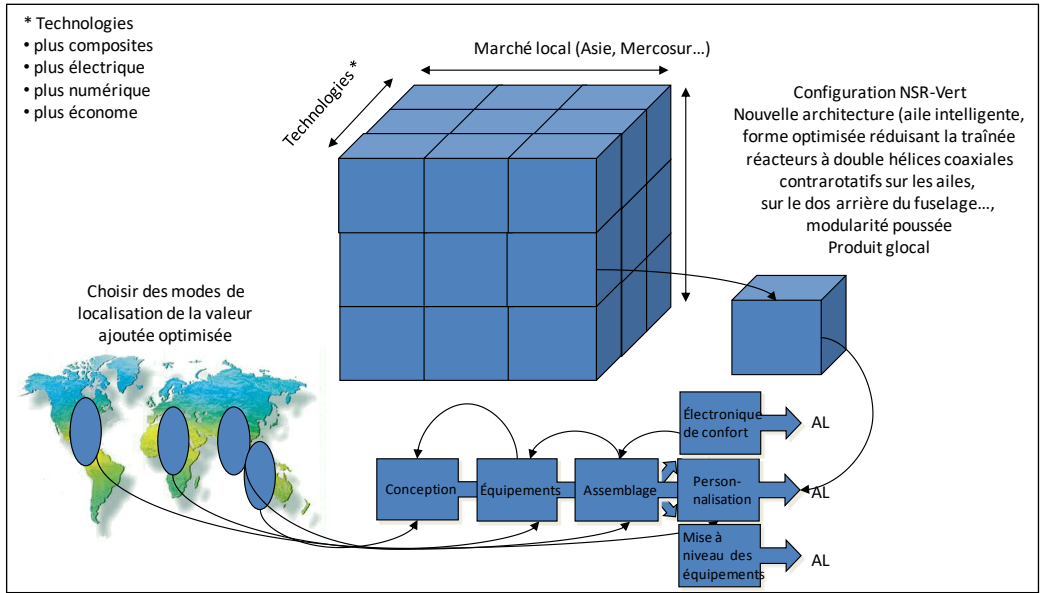 * Technologies
• plus composites
• plus électrique
• plus numérique
• plus économe
Marché local (Asie, Mercosur...)
Technologies *
Configuration NSR-Vert
Nouvelle architecture (aile intelligente,
forme optimisée réduisant la traînée
réacteurs à double hélices coaxiales
contrarotatifs sur les ailes,
sur le dos arrière du fuselage...,
modularité poussée
Produit glocal
Choisir des modes de
localisation de la valeur
ajoutée optimisée
Électronique
de confort
AL
Conception
Équipements
Assemblage
Person-
nalisation
AL
Mise à
niveau des
équipements
AL